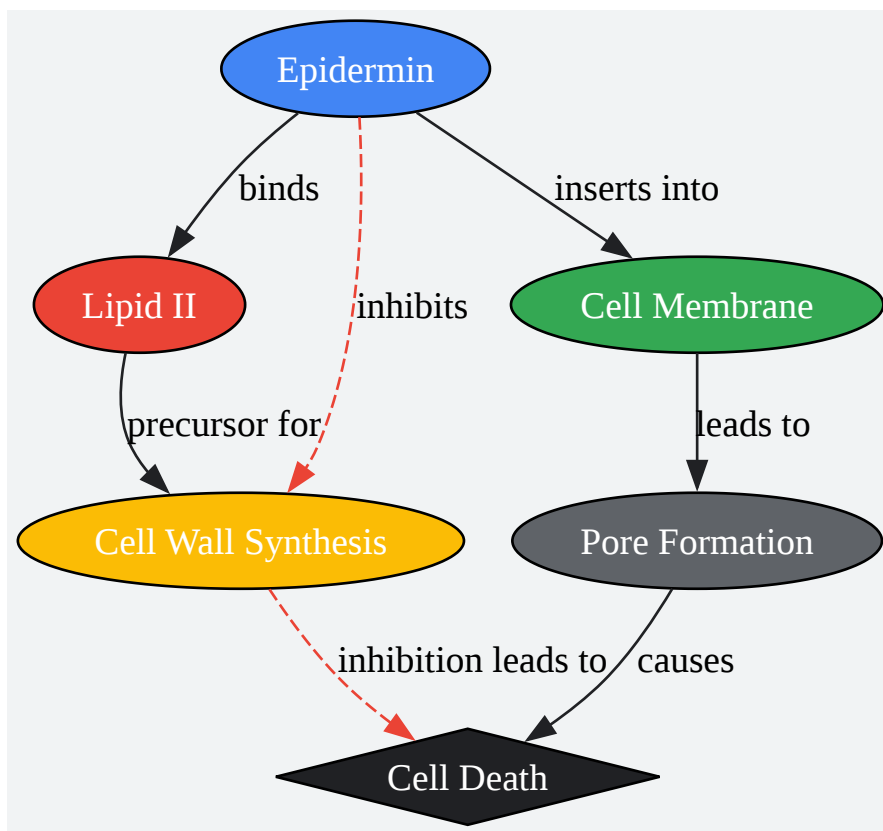 Epidermin
binds
inserts into
Lipid II
inhibits
Cell Membrane
precursor for
leads to
Cell Wall Synthesis
Pore Formation
inhibition leads to
causes
Cell Death